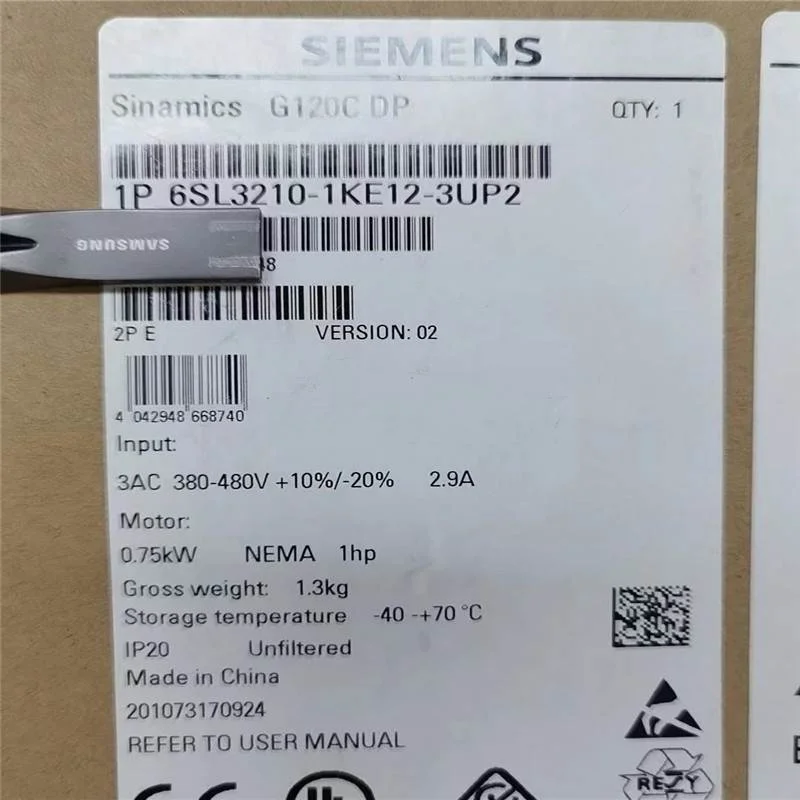 SIEMENS
Sinamics G120C DP QTY: 1
1P 6SL3210-1KE12-3UP2
SAMSUNG
48
2P E VERSION: 02
4 042948 668740
Input:
3AC 380-480V +10%/-20% 2.9A
Motor:
0.75kW NEMA 1hp
Gross weight: 1.3kg
Storage temperature -40 -+70 °C
IP20 Unfiltered
Made in China
201073170924
REFER TO USER MANUAL
RESY